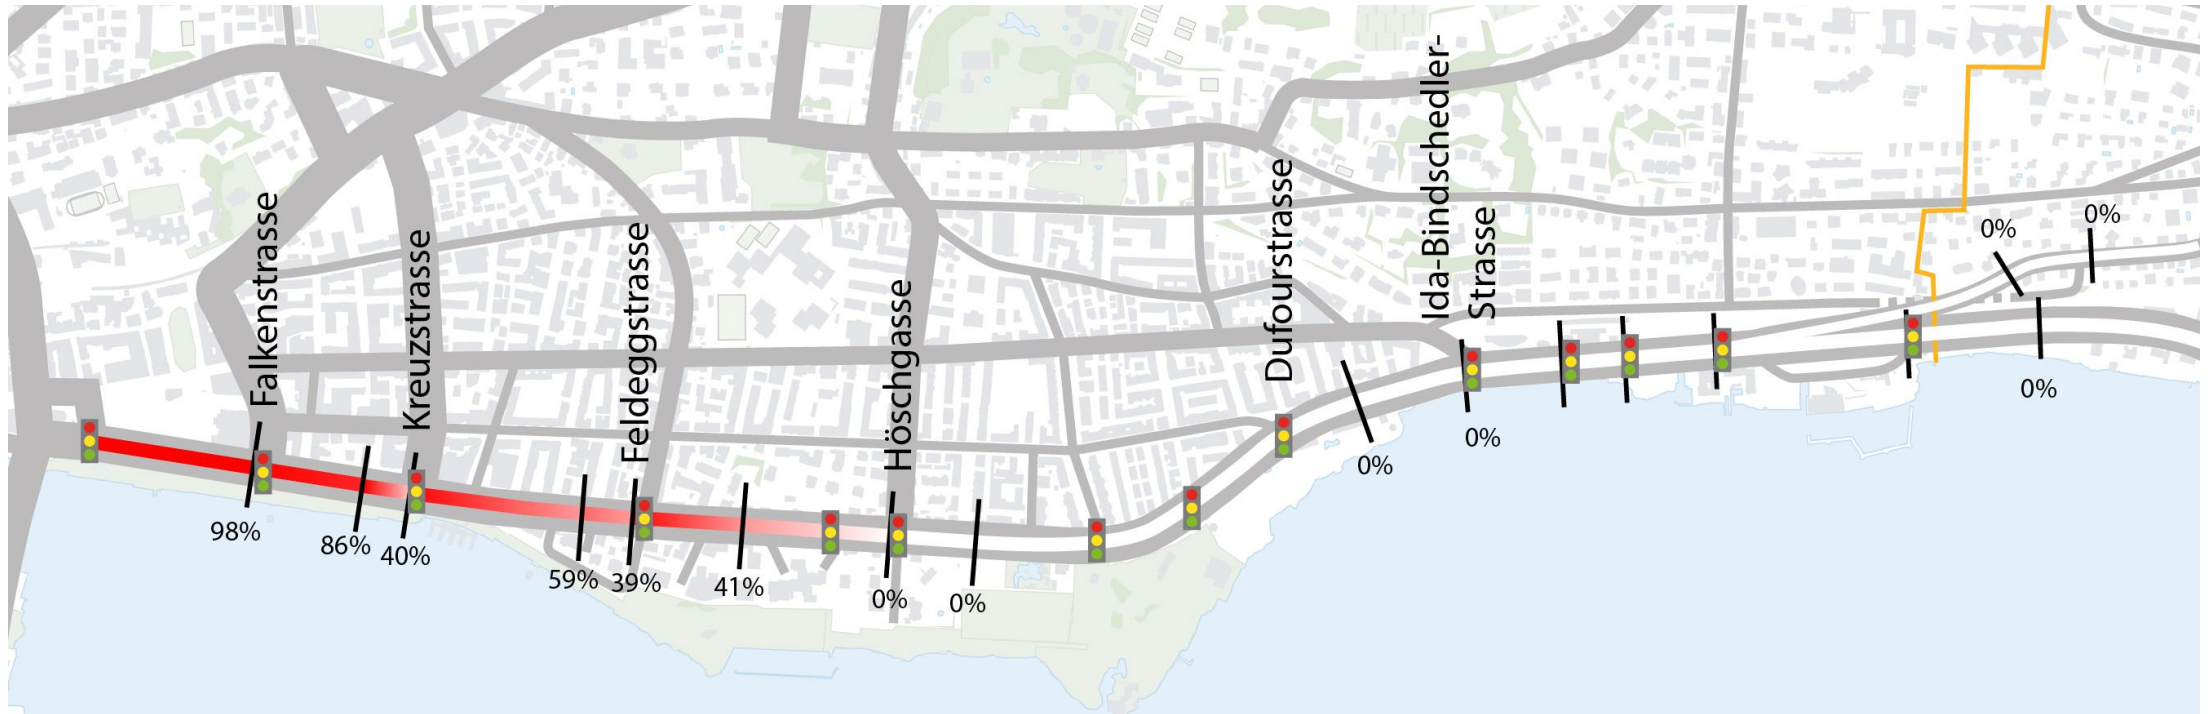 Falkenstrasse
Kreuzstrasse
Feldeggstrasse
Höschgasse
Dufourstrasse
Ida-Bindschedler-
Strasse
98%
86%
40%
59%
39%
41%
0%
0%
0%
0%
0%
0%
0%